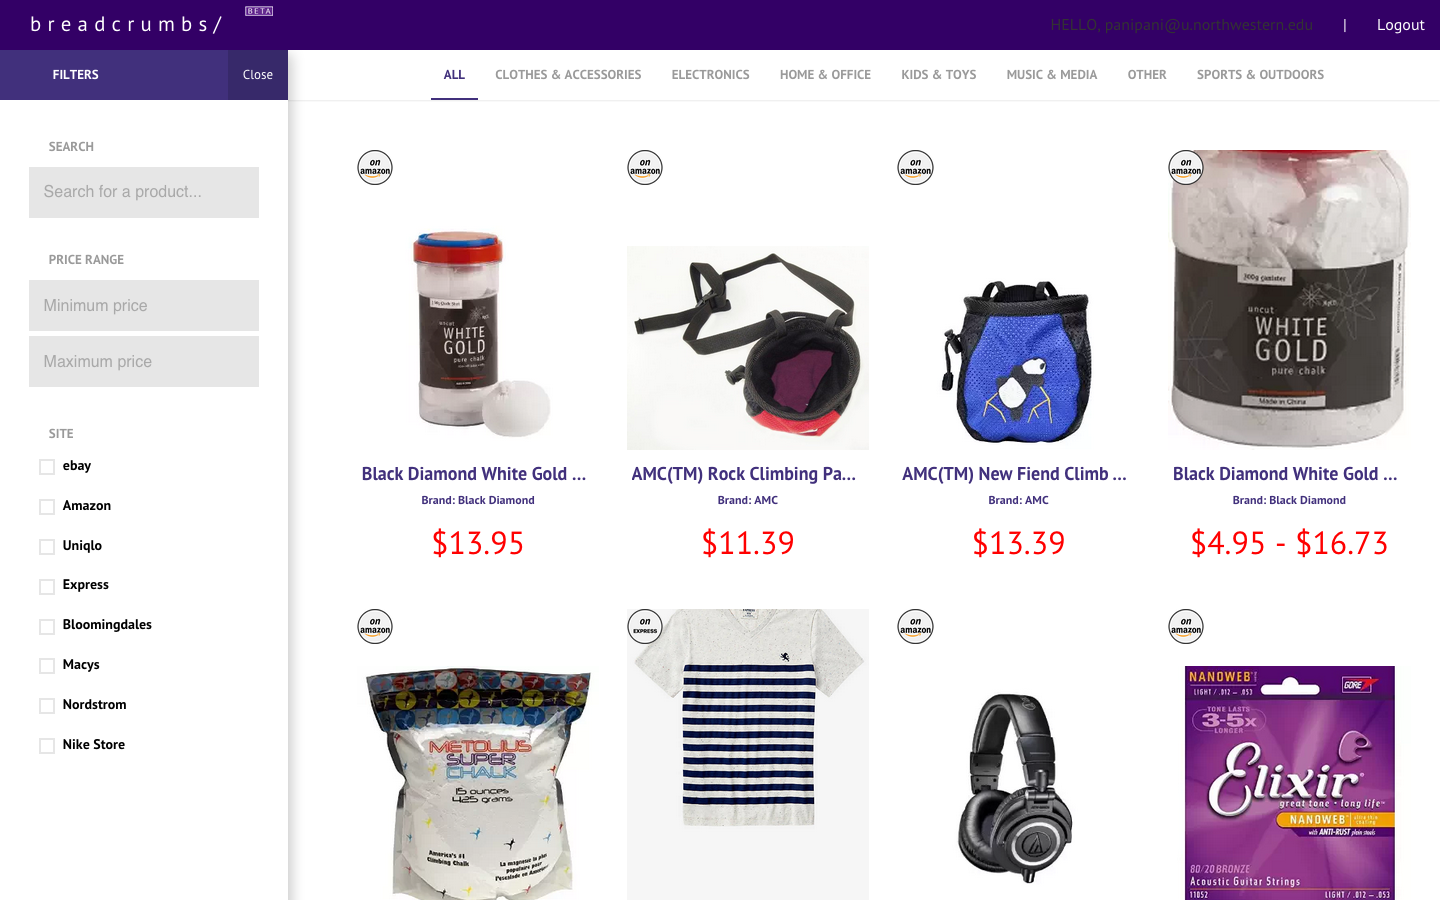 breadcrumbs/ BETA
HELLO, panipani@u.northwestern.edu | Logout
FILTERS Close
ALL CLOTHES & ACCESSORIES ELECTRONICS HOME & OFFICE KIDS & TOYS MUSIC & MEDIA OTHER SPORTS & OUTDOORS
SEARCH
Search for a product...
PRICE RANGE
Minimum price
Maximum price
SITE
ebay
Amazon
Uniqlo
Express
Bloomingdales
Macys
Nordstrom
Nike Store
on
amazon
uncut
WHITE
GOLD
pure chalk
Black Diamond White Gold ...
Brand: Black Diamond
$13.95
on
amazon
AMC(TM) Rock Climbing Pa...
Brand: AMC
$11.39
on
amazon
AMC(TM) New Fiend Climb ...
Brand: AMC
$13.39
on
amazon
300g canister
uncut
WHITE
GOLD
pure chalk
Made in China
Black Diamond White Gold ...
Brand: Black Diamond
$4.95 - $16.73
on
amazon
METOLIUS
SUPER
CHALK
15 ounces
425 grams
America's #1
Climbing Chalk
La magnesie la plus
populaire pour
l'escalade en Amerique
on
EXPRESS
on
amazon
on
amazon
NANOWEB
LIGHT / .012 – .053
GORE
TONE LASTS
3-5x
LONGER
Elixir
great tone • long life
NANOWEB ultra thin coating
with ANTI-RUST plain steels
80/20 BRONZE
Acoustic Guitar Strings
11052 LIGHT / .012 – .053